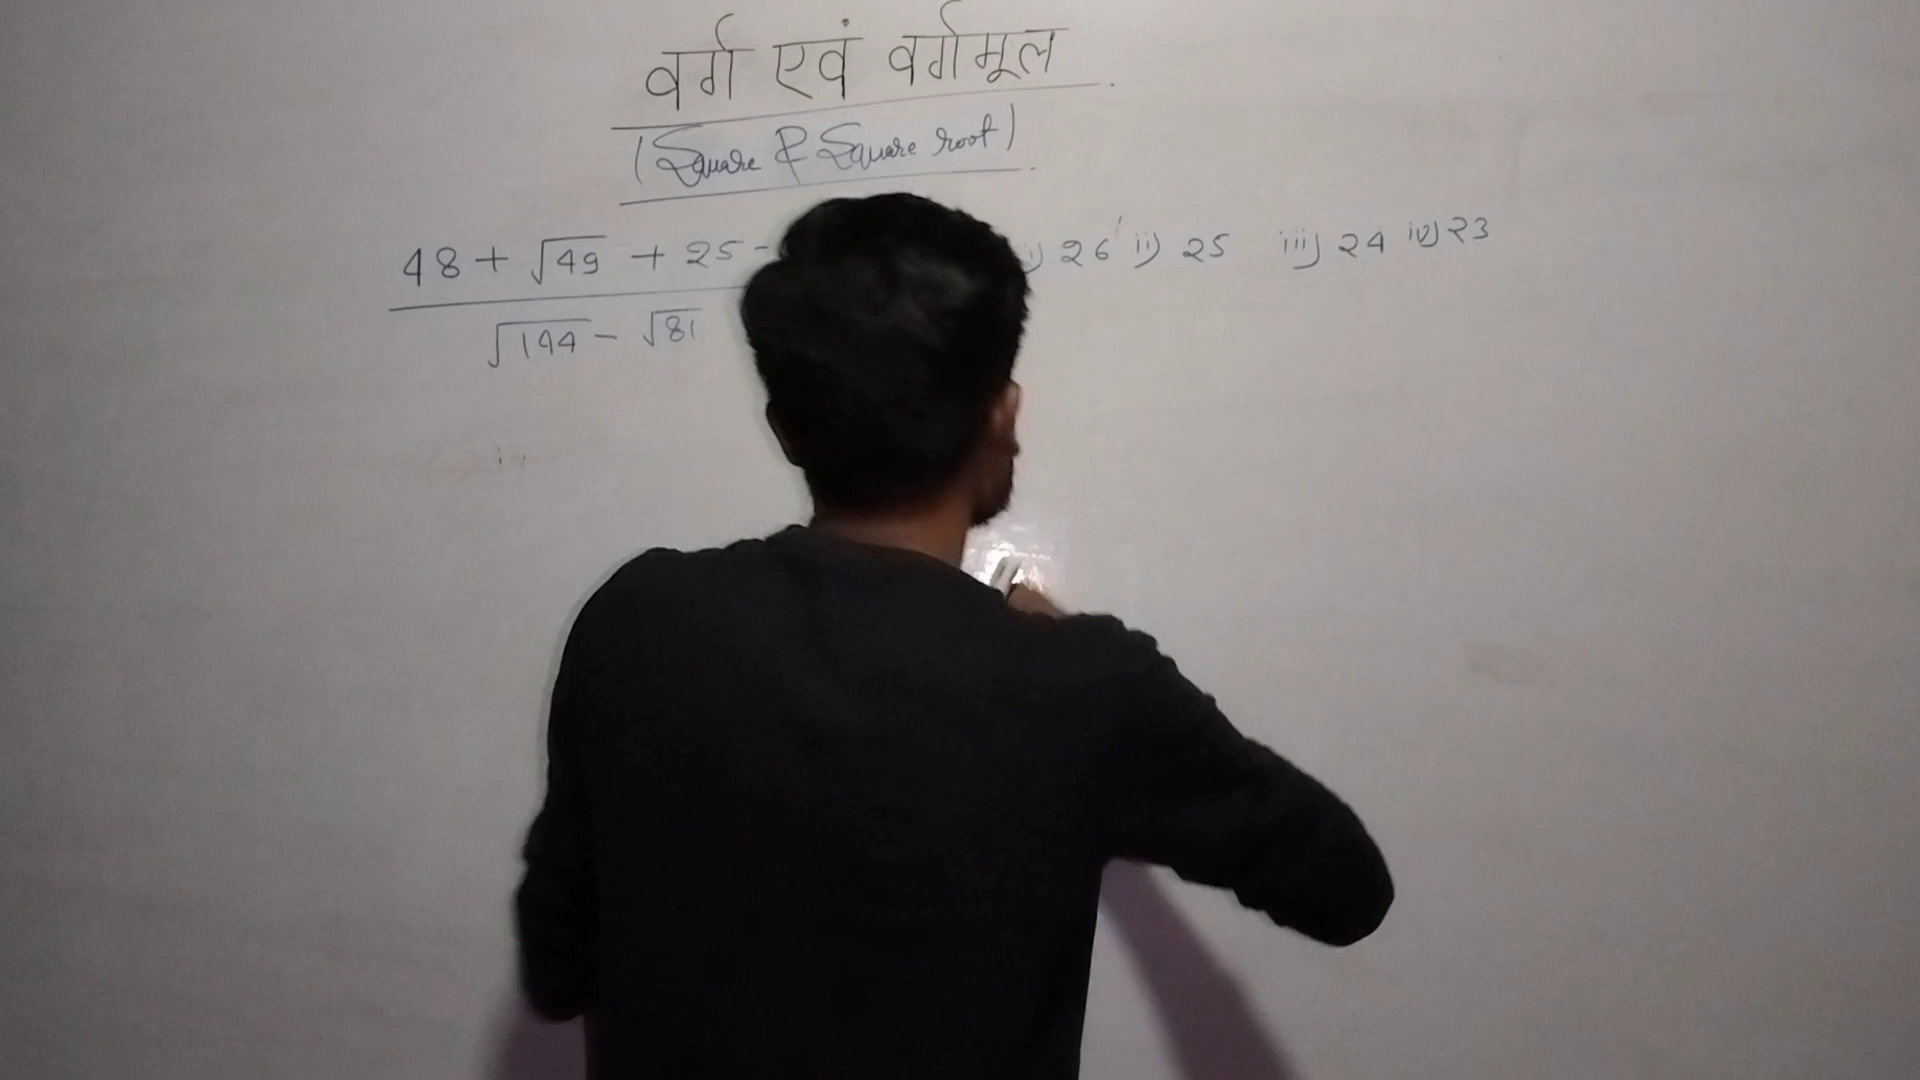 वर्ग एवं वर्गमूल
(Square & Square root)
48 + √49 + 25 - i) 26 ii) 25 iii) 24 iv) 23
√144 - √81